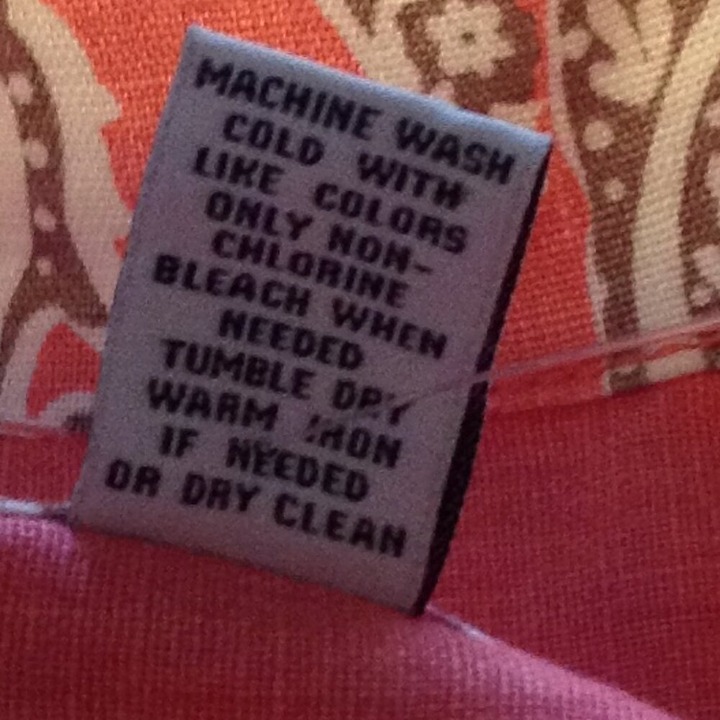 MACHINE WASH
COLD WITH
LIKE COLORS
ONLY NON-
CHLORINE
BLEACH WHEN
NEEDED
TUMBLE DRY
WARM IRON
IF NEEDED
OR DRY CLEAN